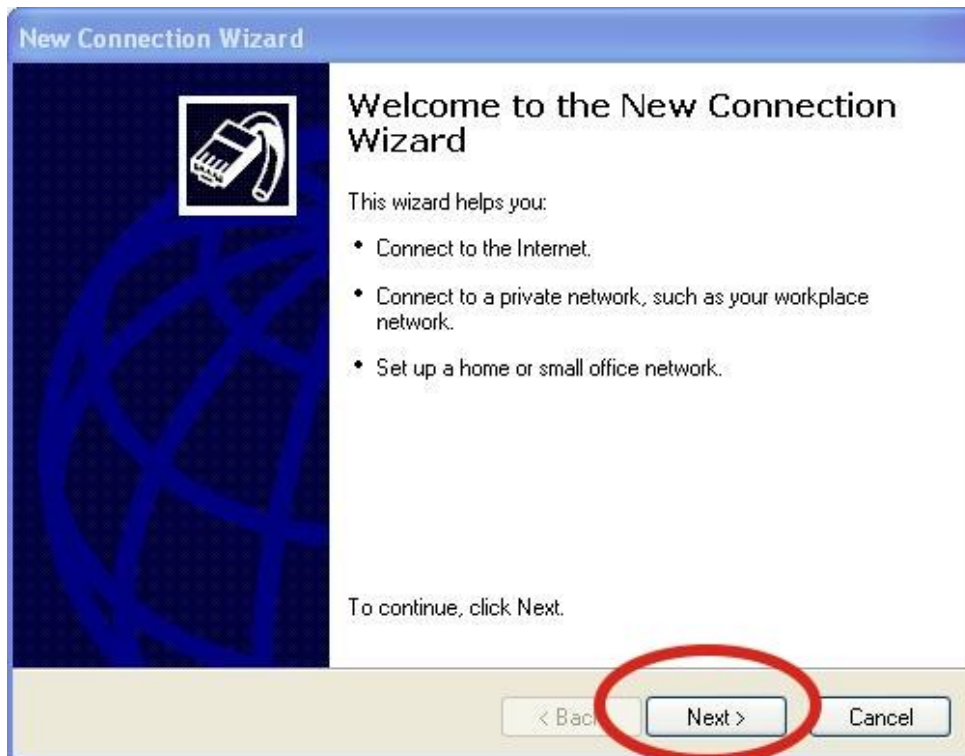 New Connection Wizard
Welcome to the New Connection
Wizard
This wizard helps you:
• Connect to the Internet.
• Connect to a private network, such as your workplace
network.
• Set up a home or small office network.
To continue, click Next.
< Back Next > Cancel